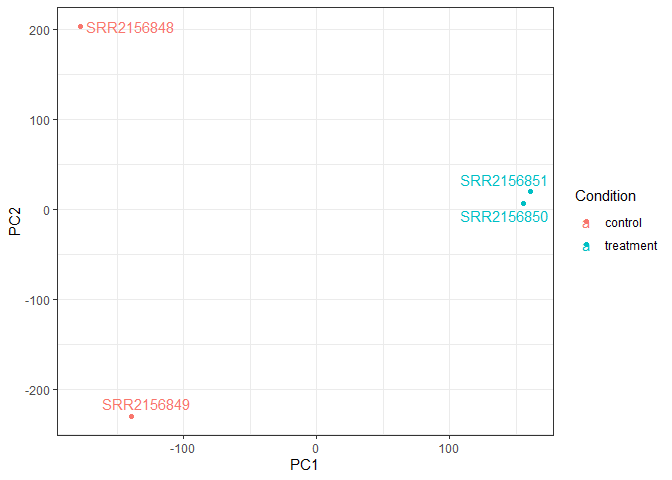 200
SRR2156848
100
SRR2156851
0
SRR2156850
-100
-200
SRR2156849
PC2
-100
0
100
PC1
Condition
a control
a treatment